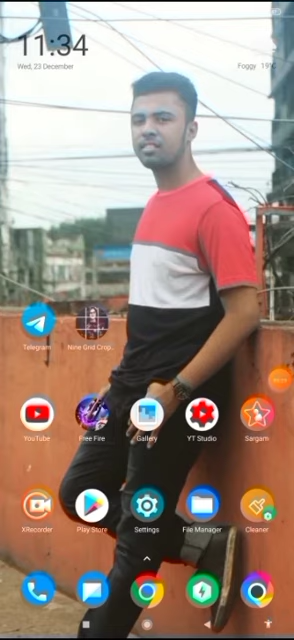 11:34
Wed, 23 December
Foggy 19°C
Telegram
Nine Grid Crop..
YouTube
Free Fire
Gallery
YT Studio
Sargam
XRecorder
Play Store
Settings
File Manager
Cleaner